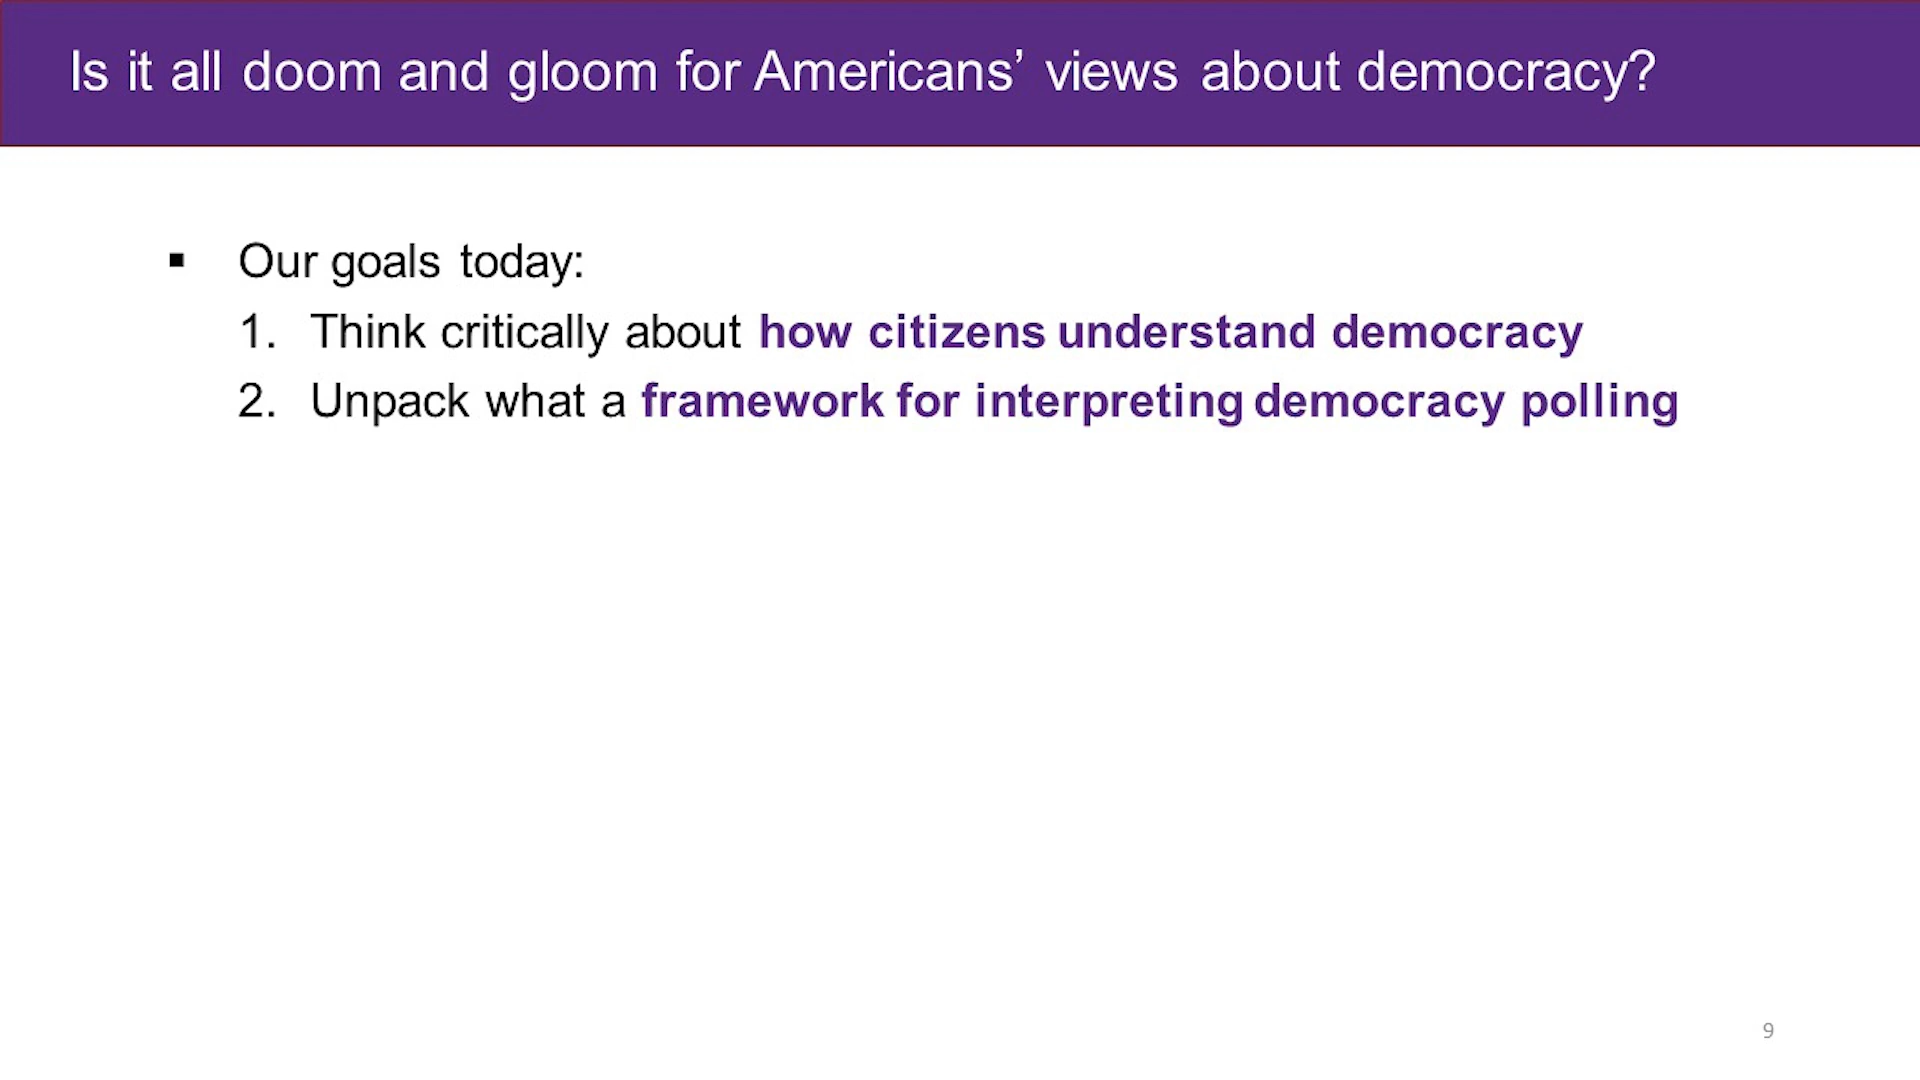 Is it all doom and gloom for Americans’ views about democracy?
▪ Our goals today:
1. Think critically about how citizens understand democracy
2. Unpack what a framework for interpreting democracy polling
9